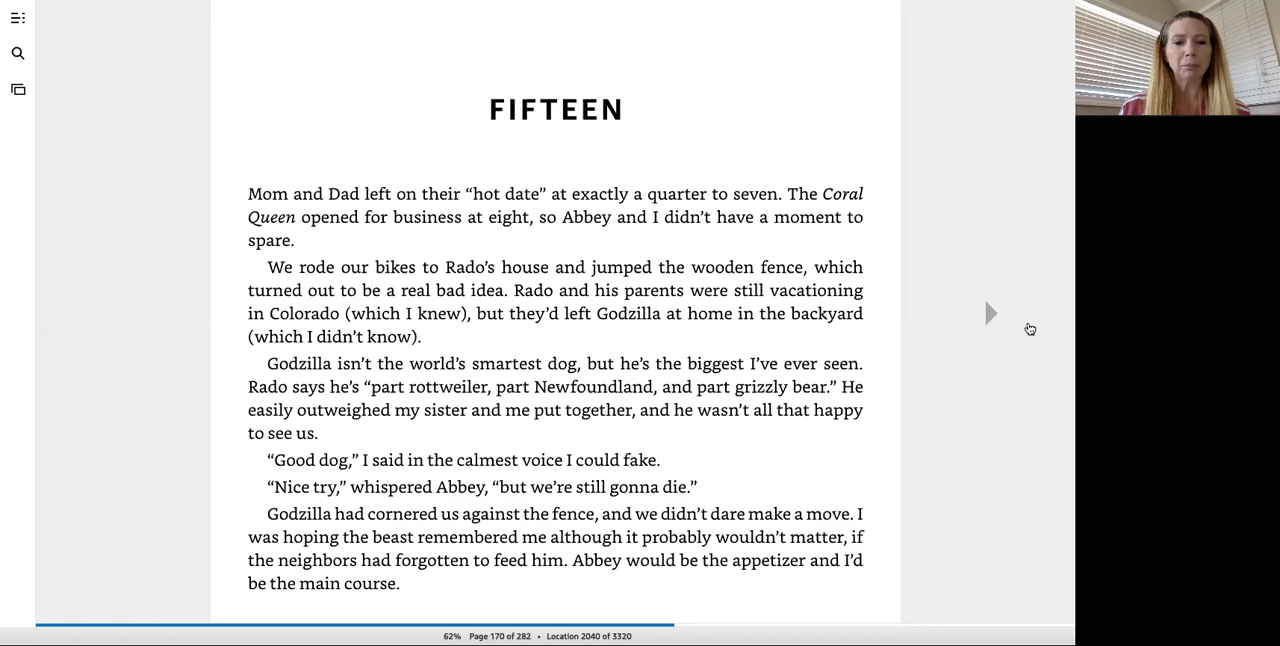 FIFTEEN
Mom and Dad left on their “hot date” at exactly a quarter to seven. The Coral
Queen opened for business at eight, so Abbey and I didn’t have a moment to
spare.
We rode our bikes to Rado’s house and jumped the wooden fence, which
turned out to be a real bad idea. Rado and his parents were still vacationing
in Colorado (which I knew), but they’d left Godzilla at home in the backyard
(which I didn’t know).
Godzilla isn’t the world’s smartest dog, but he’s the biggest I’ve ever seen.
Rado says he’s “part rottweiler, part Newfoundland, and part grizzly bear.” He
easily outweighed my sister and me put together, and he wasn’t all that happy
to see us.
“Good dog,” I said in the calmest voice I could fake.
“Nice try,” whispered Abbey, “but we’re still gonna die.”
Godzilla had cornered us against the fence, and we didn’t dare make a move. I
was hoping the beast remembered me although it probably wouldn’t matter, if
the neighbors had forgotten to feed him. Abbey would be the appetizer and I’d
be the main course.
62% Page 170 of 282 • Location 2040 of 3320